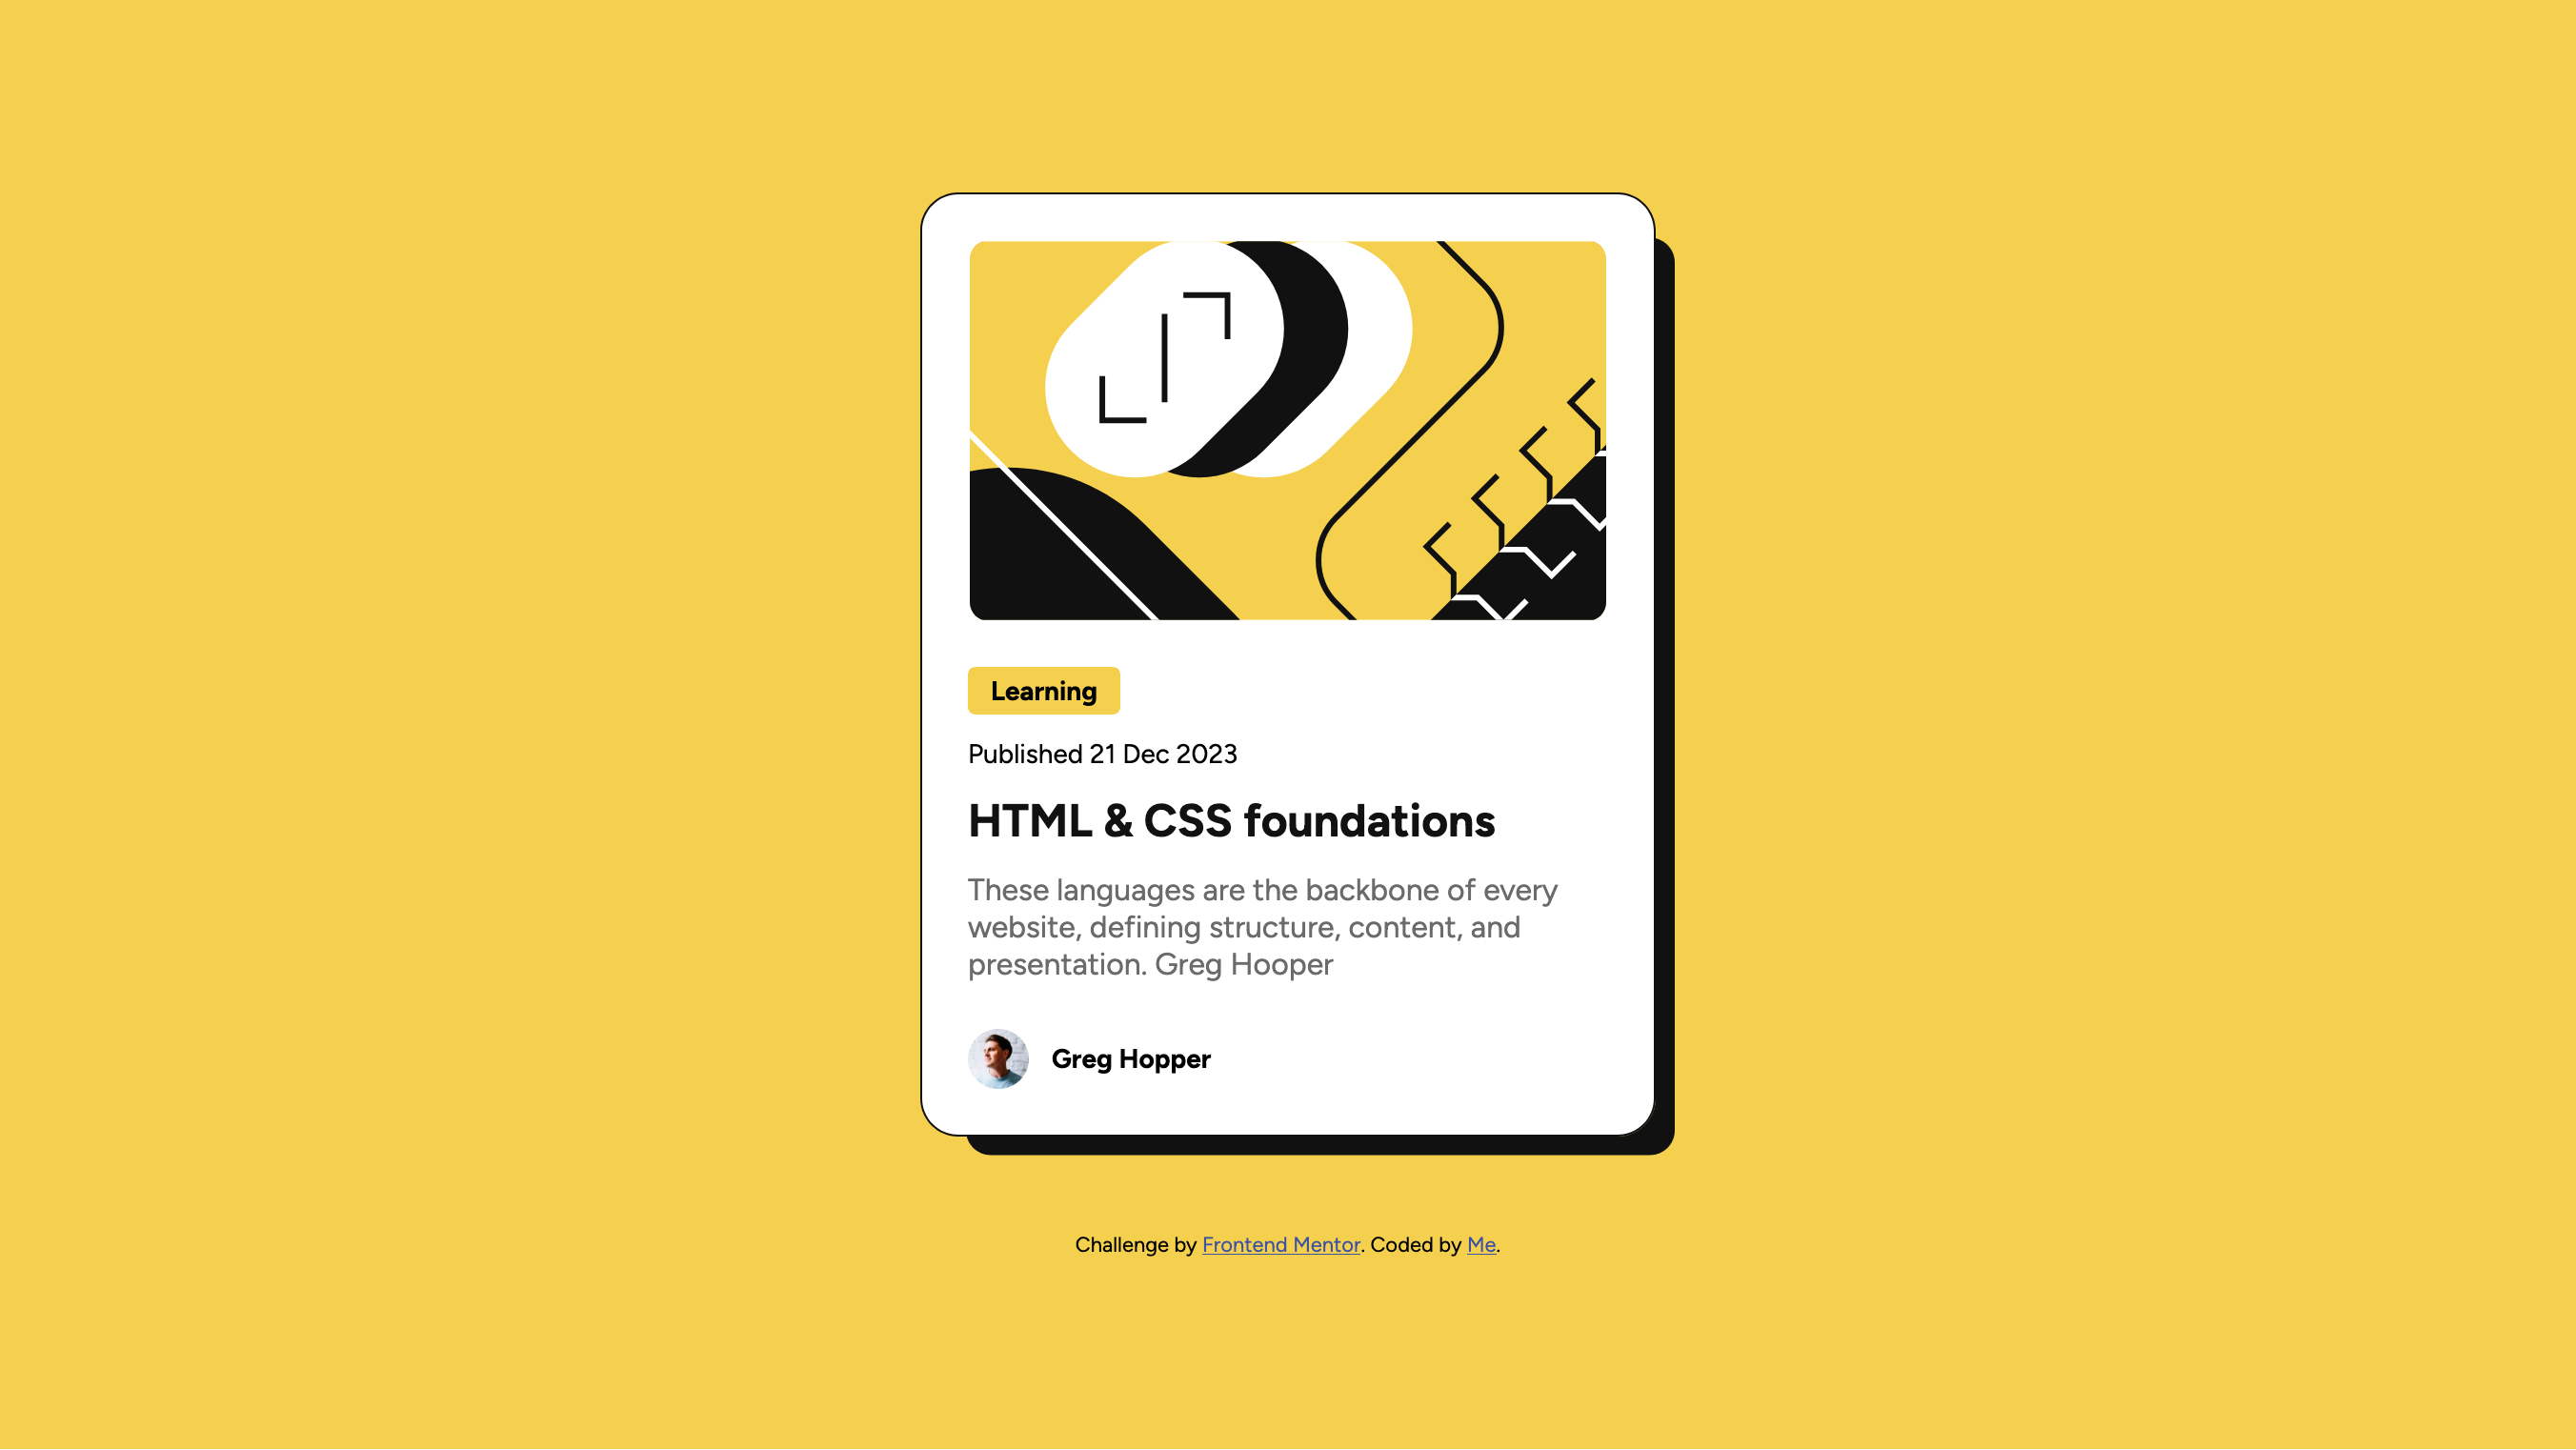 Learning
Published 21 Dec 2023
HTML & CSS foundations
These languages are the backbone of every
website, defining structure, content, and
presentation. Greg Hooper
Greg Hopper
Challenge by Frontend Mentor. Coded by Me.